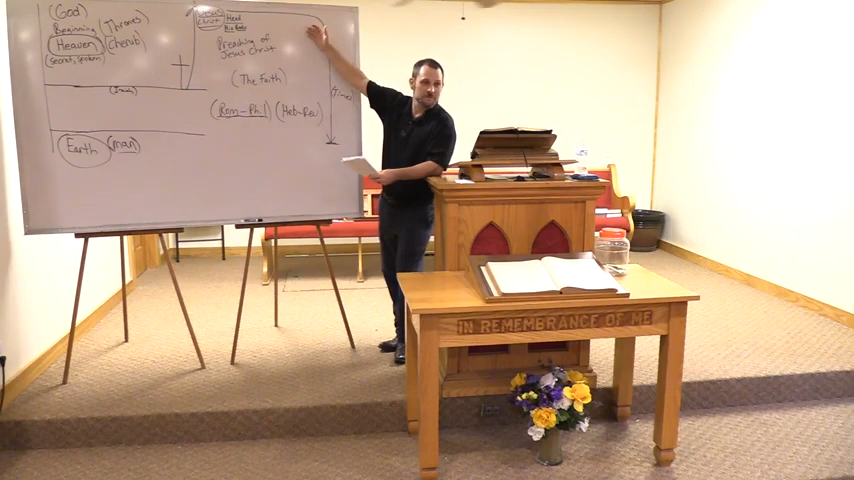 (God)
Beginning
Heaven
(Thrones)
(Cherub)
Earth
(man)
Jesus
Christ
Head
Preaching of
Jesus Christ
(The Faith)
(Rom-Phil) (Heb-Rev)
IN REMEMBRANCE OF ME